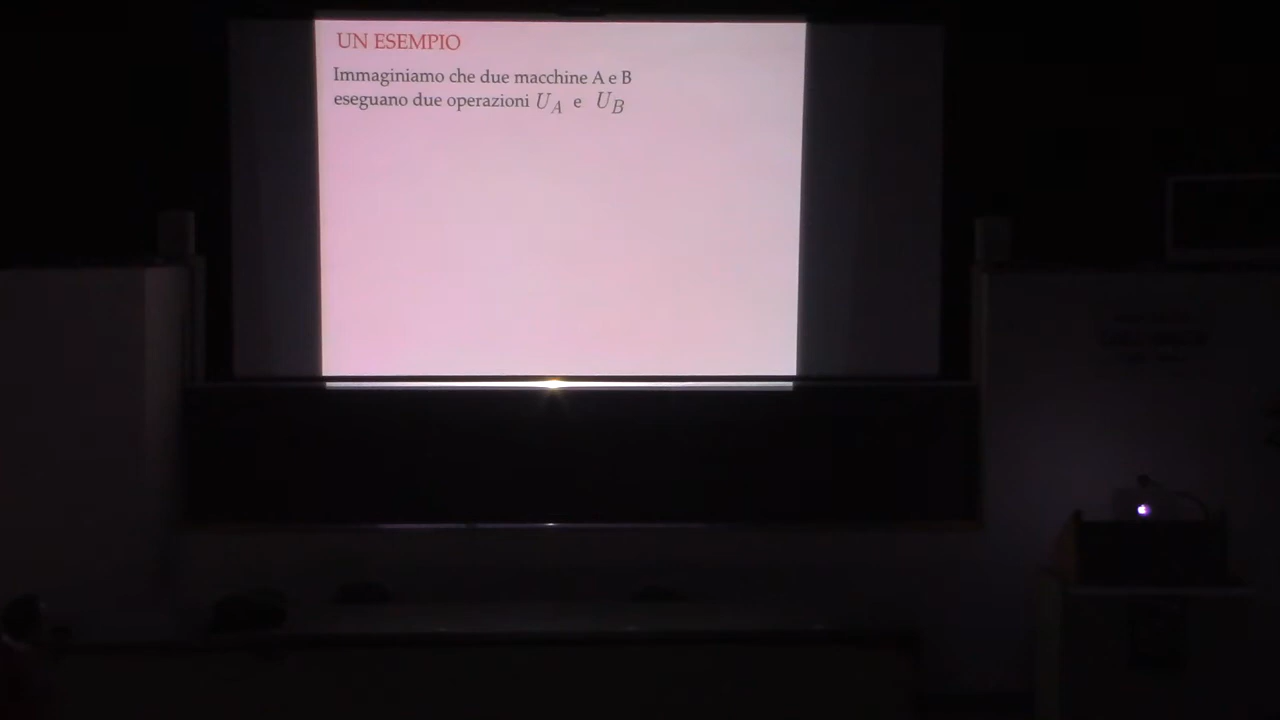 UN ESEMPIO
Immaginiamo che due macchine A e B
eseguano due operazioni U_A e U_B